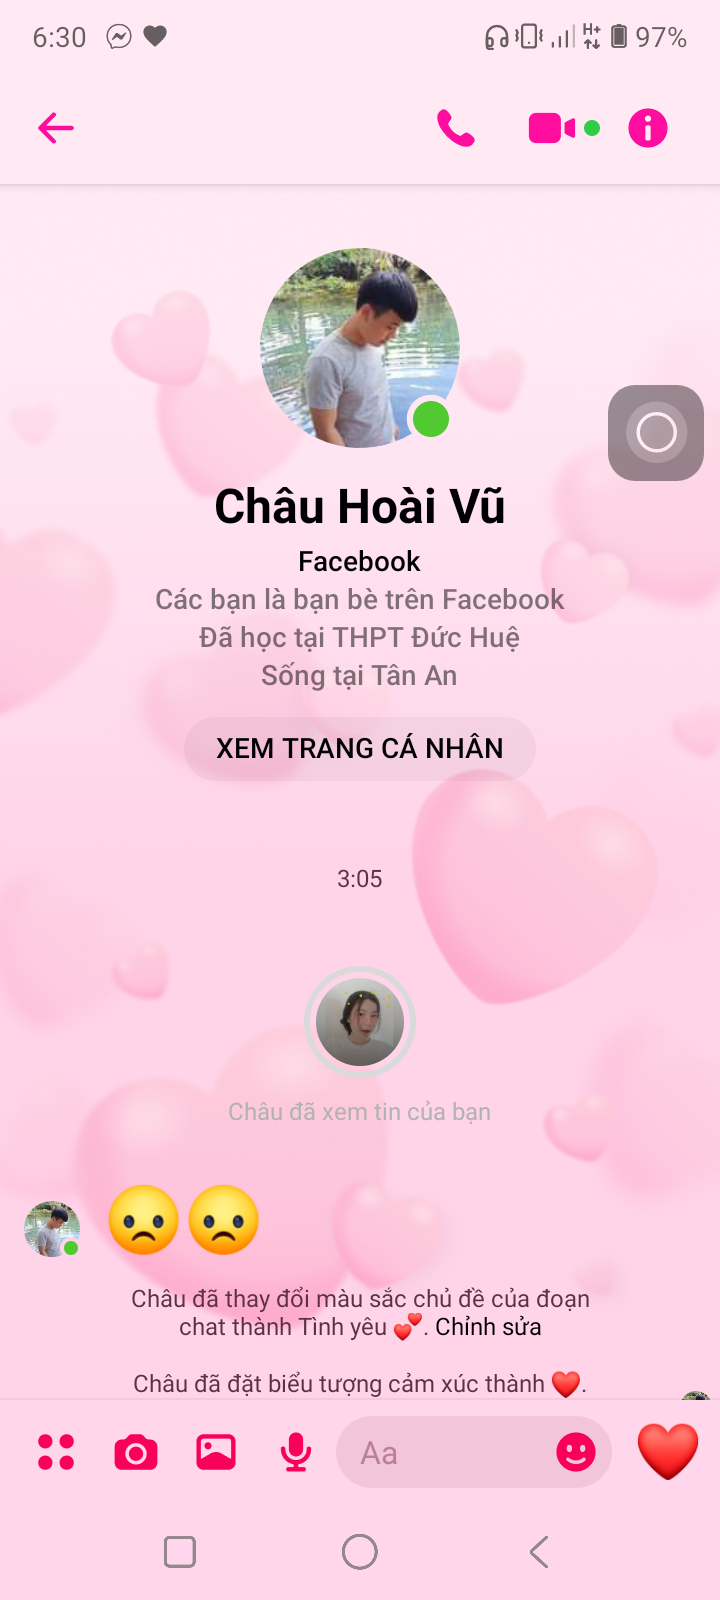 6:30
H+
97%
Châu Hoài Vũ
Facebook
Các bạn là bạn bè trên Facebook
Đã học tại THPT Đức Huệ
Sống tại Tân An
XEM TRANG CÁ NHÂN
3:05
Châu đã xem tin của bạn
☹️☹️
Châu đã thay đổi màu sắc chủ đề của đoạn
chat thành Tình yêu 💕. Chỉnh sửa
Châu đã đặt biểu tượng cảm xúc thành ❤️.
Aa